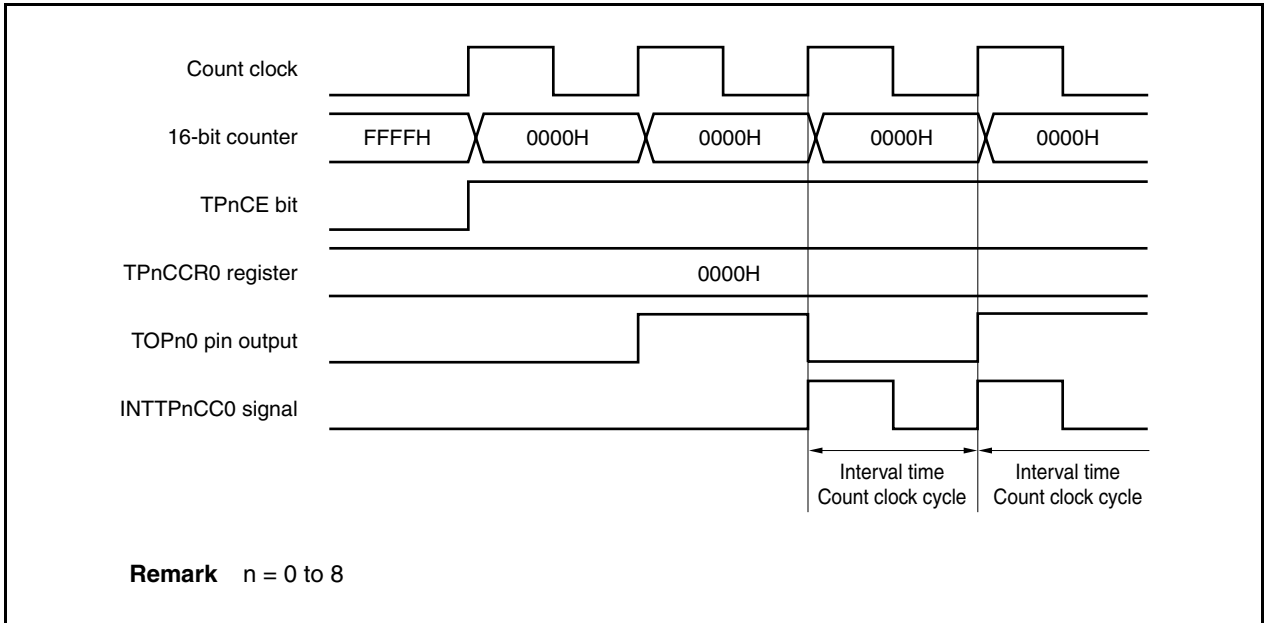 Count clock
16-bit counter FFFFH 0000H 0000H 0000H 0000H
TPnCE bit
TPnCCR0 register 0000H
TOPn0 pin output
INTTPnCC0 signal
Interval time Interval time
Count clock cycle Count clock cycle
Remark n = 0 to 8